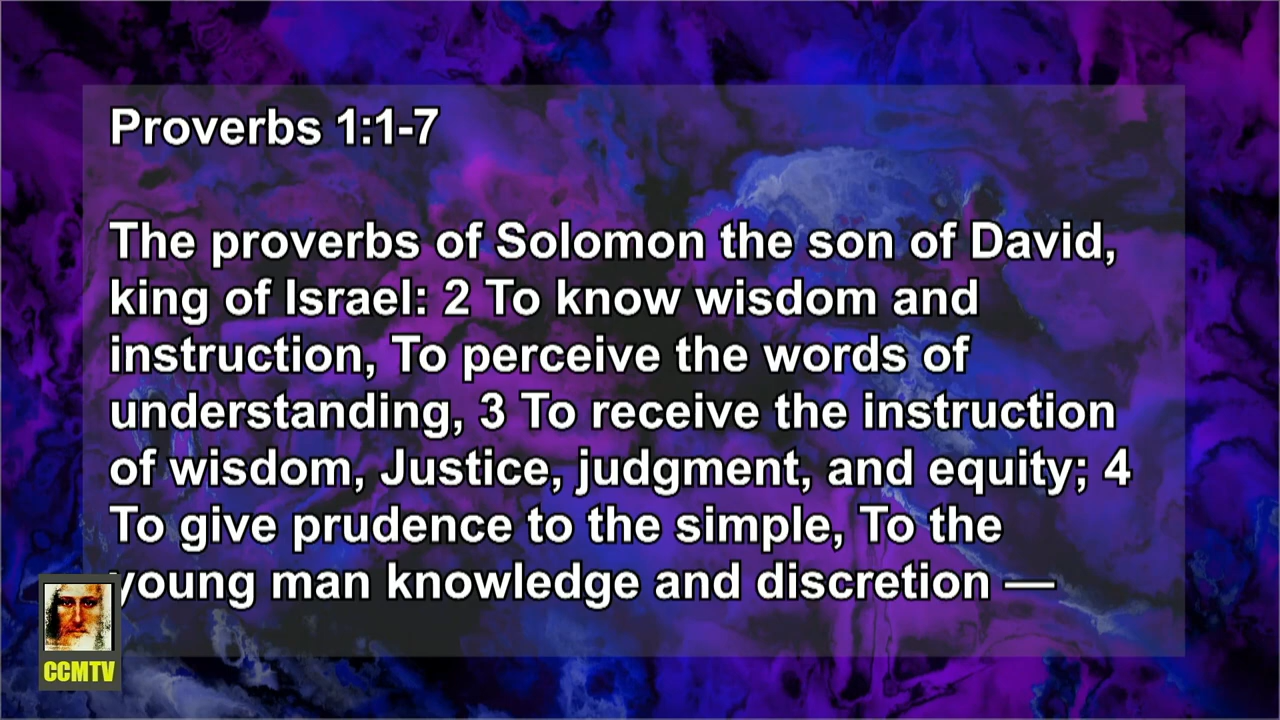 Proverbs 1:1-7
The proverbs of Solomon the son of David,
king of Israel: 2 To know wisdom and
instruction, To perceive the words of
understanding, 3 To receive the instruction
of wisdom, Justice, judgment, and equity; 4
To give prudence to the simple, To the
young man knowledge and discretion —
CCMTV